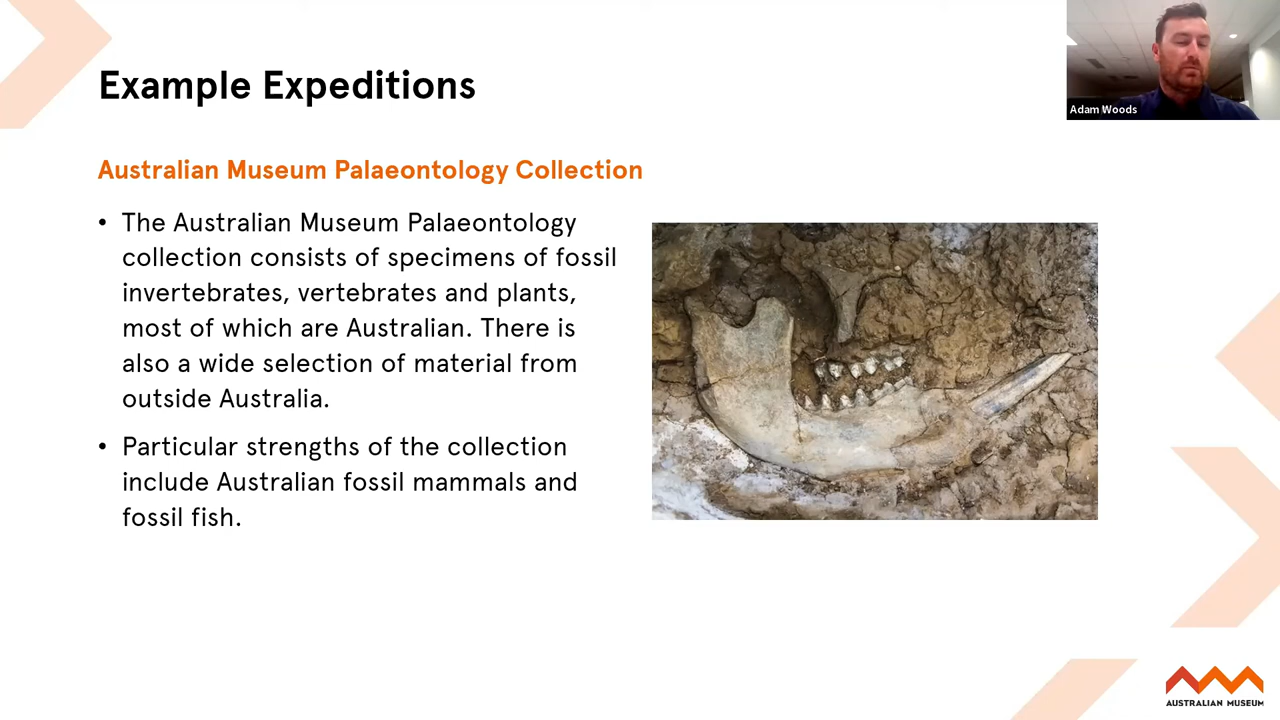 Example Expeditions
Adam Woods
Australian Museum Palaeontology Collection
• The Australian Museum Palaeontology
collection consists of specimens of fossil
invertebrates, vertebrates and plants,
most of which are Australian. There is
also a wide selection of material from
outside Australia.
• Particular strengths of the collection
include Australian fossil mammals and
fossil fish.
AUSTRALIAN MUSEUM